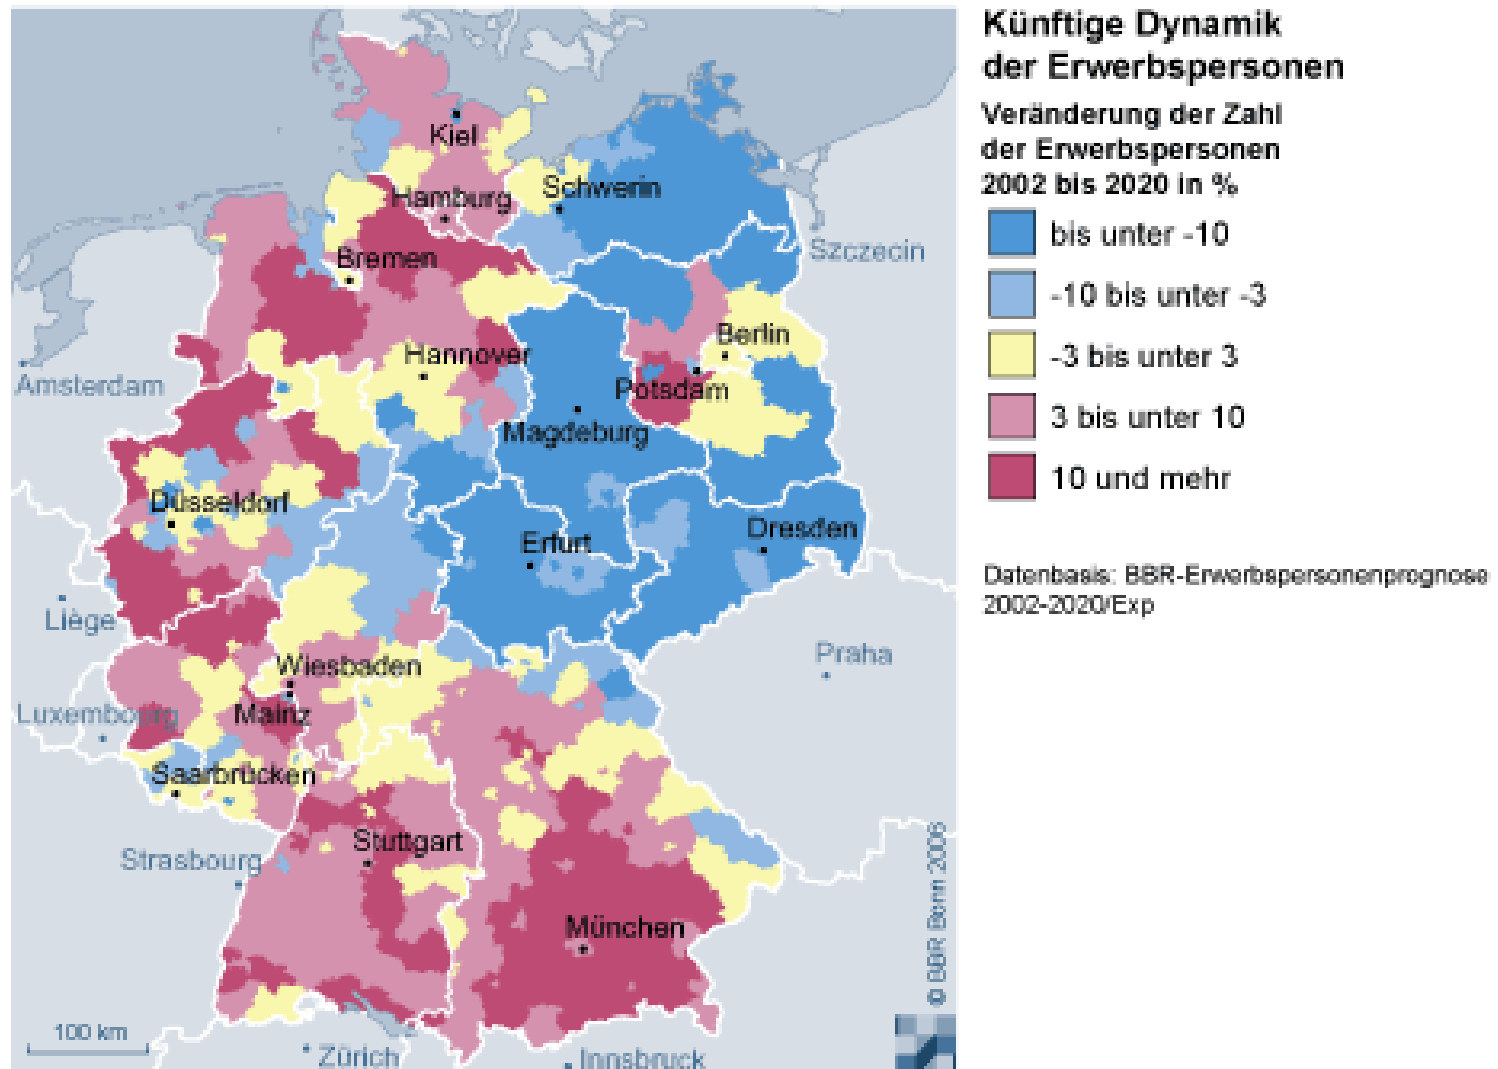 Künftige Dynamik
der Erwerbspersonen
Veränderung der Zahl
der Erwerbspersonen
2002 bis 2020 in %
bis unter -10
-10 bis unter -3
-3 bis unter 3
3 bis unter 10
10 und mehr
Datenbasis: BBR-Erwerbspersonenprognose
2002-2020/Exp
Kiel
Schwerin
Hamburg
Szczecin
Bremen
Berlin
Hannover
Amsterdam
Potsdam
Magdeburg
Düsseldorf
Dresden
Erfurt
Liège
Praha
Wiesbaden
Luxembourg
Mainz
Saarbrücken
Stuttgart
Strasbourg
München
© BBR Bonn 2006
100 km
Zürich
Innsbruck